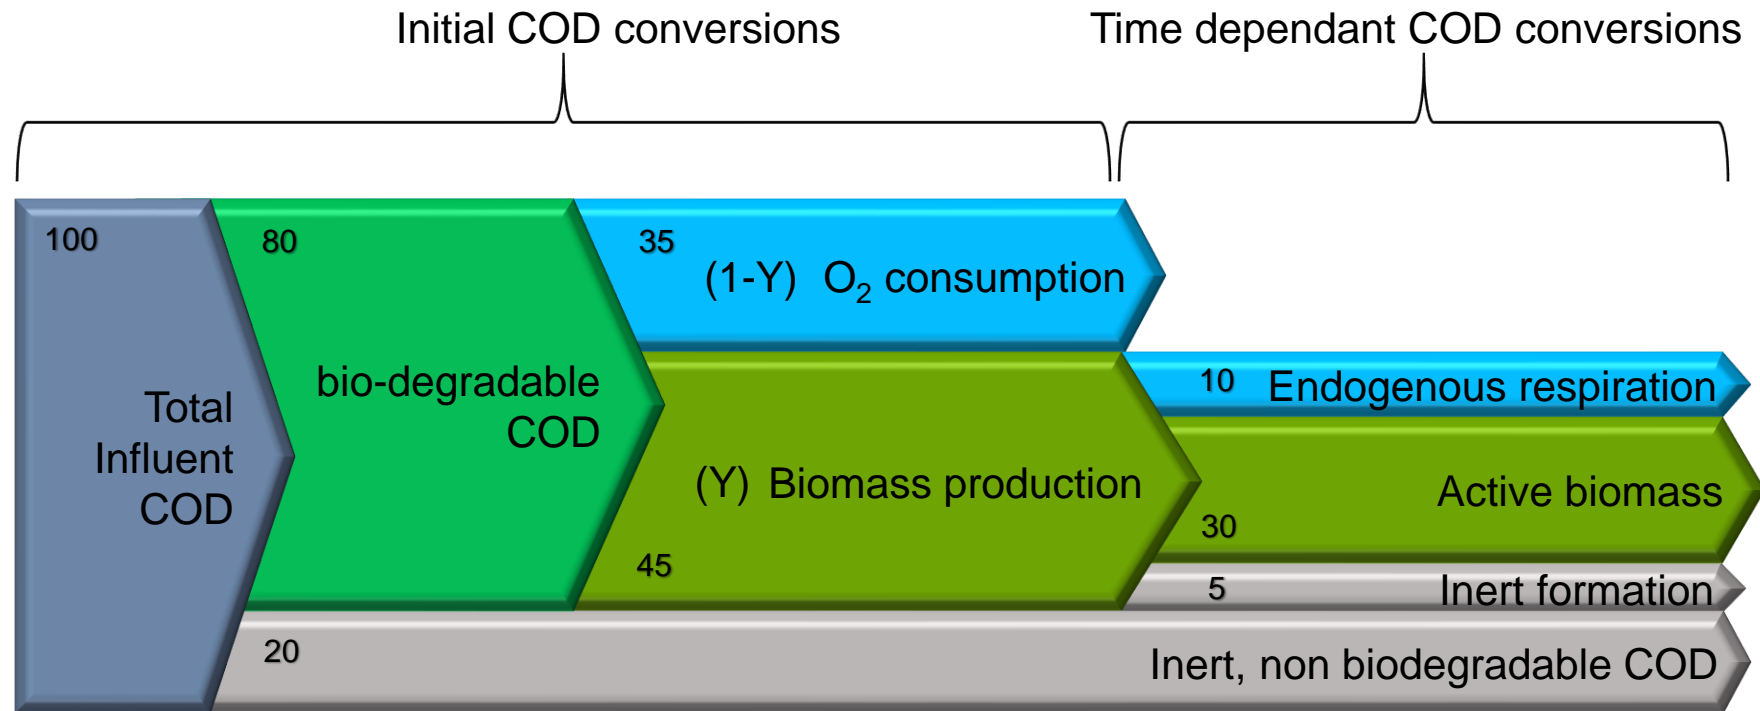 Initial COD conversions
Time dependant COD conversions
100
80
35
(1-Y) O₂ consumption
bio-degradable
COD
Total
Influent
COD
10
Endogenous respiration
(Y) Biomass production
45
Active biomass
30
5
Inert formation
20
Inert, non biodegradable COD